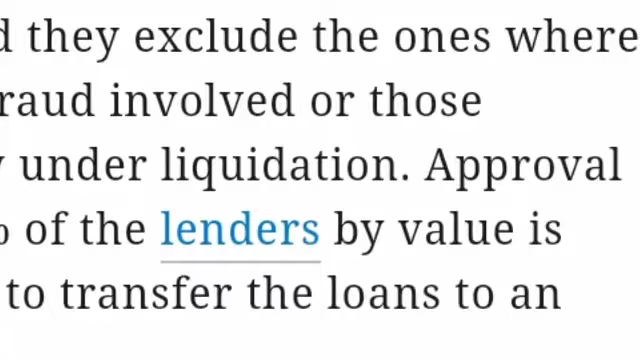 they exclude the ones where
involved or those
under liquidation. Approval
of the lenders by value is
to transfer the loans to an